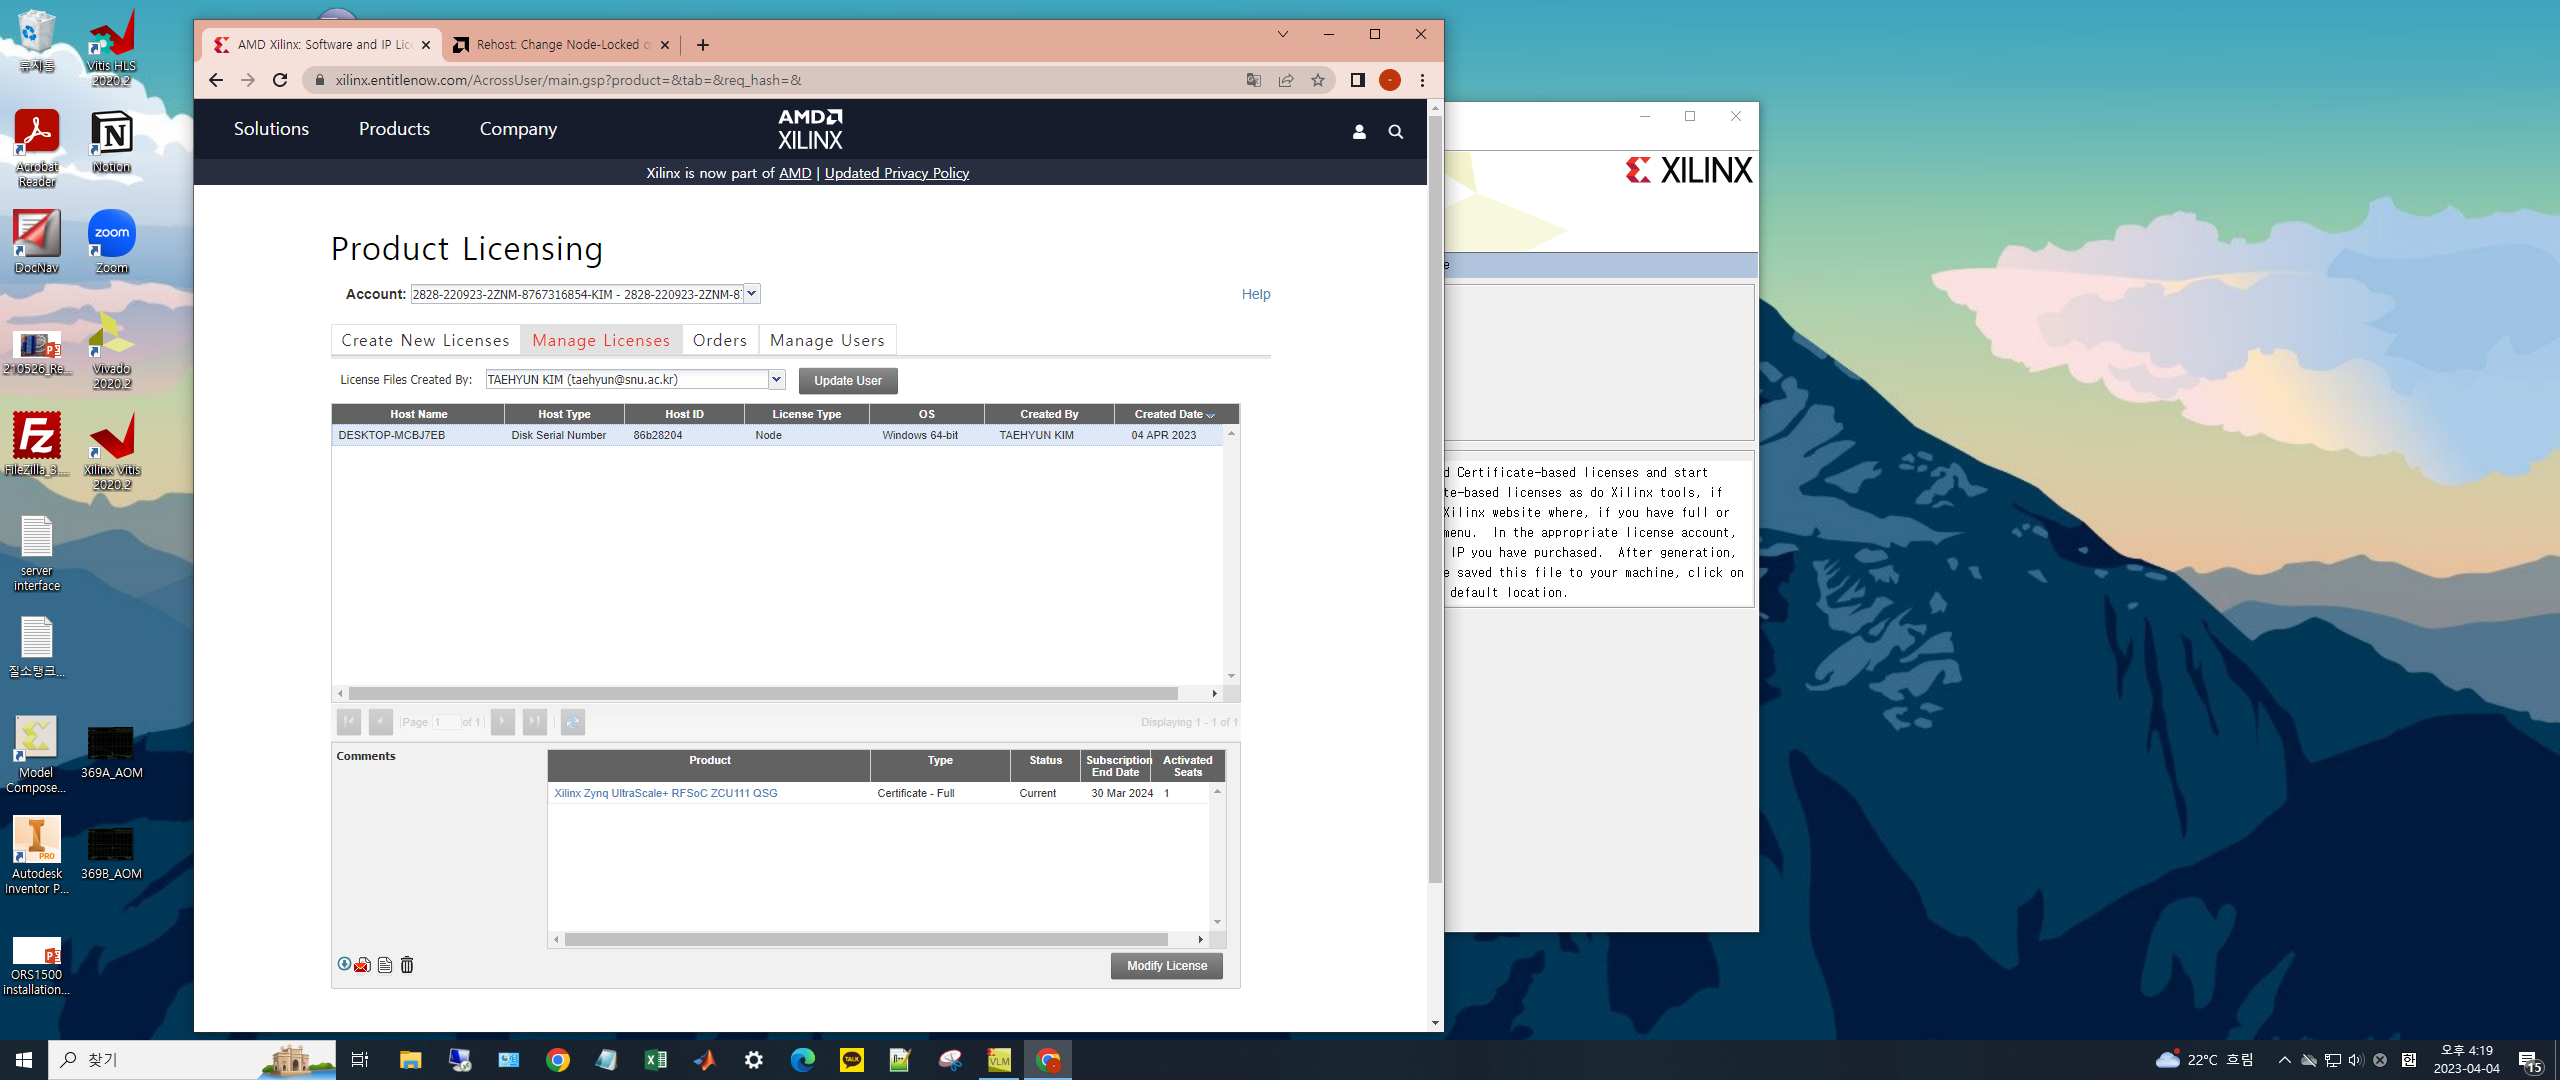 휴지통
Vitis HLS 2020.2
Acrobat Reader
Notion
DocNav
Zoom
210526_Re...
Vivado 2020.2
FileZilla_3....
Xilinx Vitis 2020.2
server interface
질소탱크...
Model Compose...
369A_AOM
Autodesk Inventor P...
369B_AOM
ORS1500 installation...
AMD Xilinx: Software and IP Lice
Rehost: Change Node-Locked o
xilinx.entitlenow.com/AcrossUser/main.gsp?product=&tab=&req_hash=&
Solutions
Products
Company
AMD
XILINX
Xilinx is now part of AMD | Updated Privacy Policy
Product Licensing
Account: 2828-220923-2ZNM-8767316854-KIM - 2828-220923-2ZNM-87
Help
Create New Licenses
Manage Licenses
Orders
Manage Users
License Files Created By: TAEHYUN KIM (taehyun@snu.ac.kr)
Update User
Host Name Host Type Host ID License Type OS Created By Created Date
DESKTOP-MCBJ7EB Disk Serial Number 86b28204 Node Windows 64-bit TAEHYUN KIM 04 APR 2023
Page 1 of 1
Displaying 1 - 1 of 1
Comments
Product Type Status Subscription End Date Activated Seats
Xilinx Zynq UltraScale+ RFSoC ZCU111 QSG Certificate - Full Current 30 Mar 2024 1
Modify License
XILINX
e
d Certificate-based licenses and start
te-based licenses as do Xilinx tools, if
Xilinx website where, if you have full or
menu. In the appropriate license account,
IP you have purchased. After generation,
e saved this file to your machine, click on
default location.
찾기
TALK
VLM
22°C 흐림
한
오후 4:19
2023-04-04
15